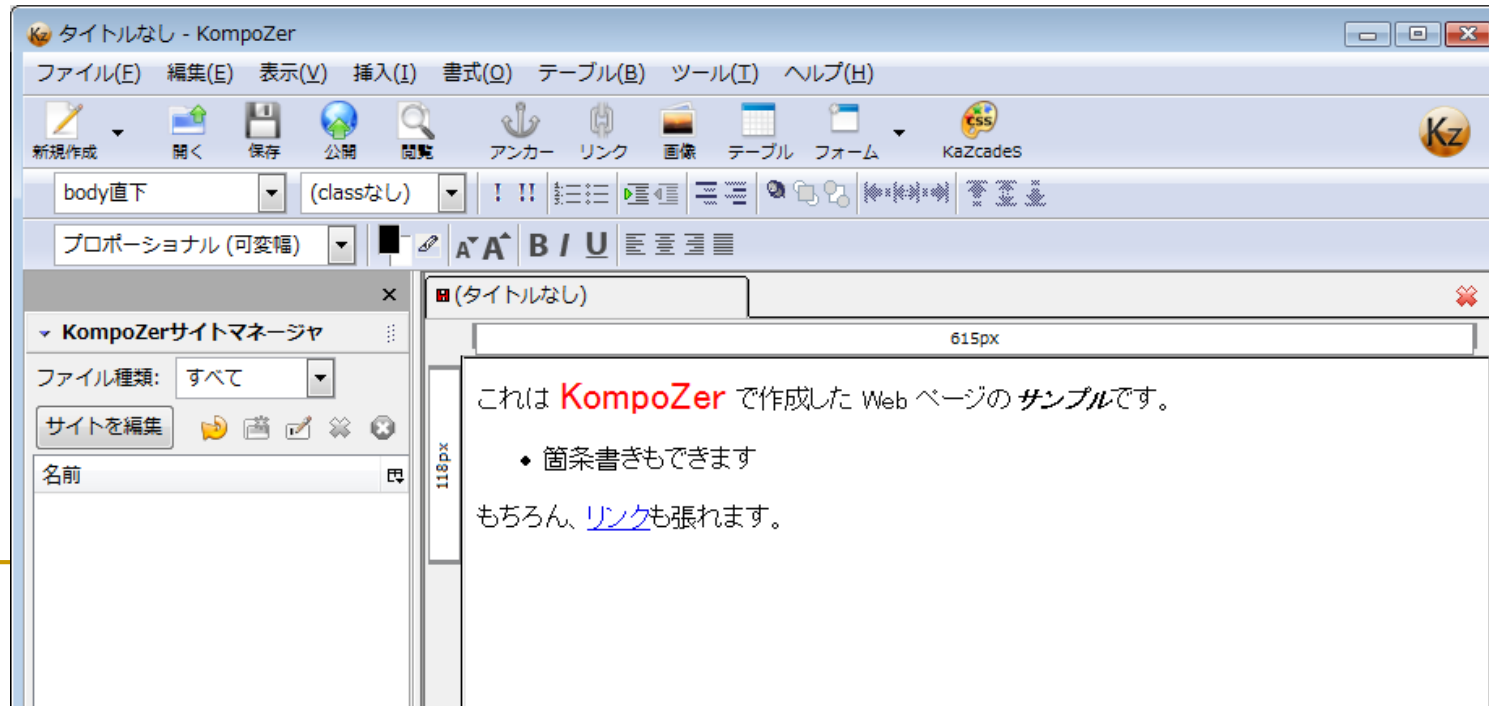 タイトルなし - KompoZer
ファイル(F) 編集(E) 表示(V) 挿入(I) 書式(O) テーブル(B) ツール(T) ヘルプ(H)
新規作成 開く 保存 公開 閲覧 アンカー リンク 画像 テーブル フォーム KaZcadeS
body直下 (classなし)
プロポーショナル (可変幅) A A B I U
(タイトルなし)
KompoZerサイトマネージャ
615px
ファイル種類: すべて
サイトを編集
名前
118px
これは KompoZer で作成した Web ページの サンプルです。
• 箇条書きもできます
もちろん、リンクも張れます。
CSS
Kz
Kz